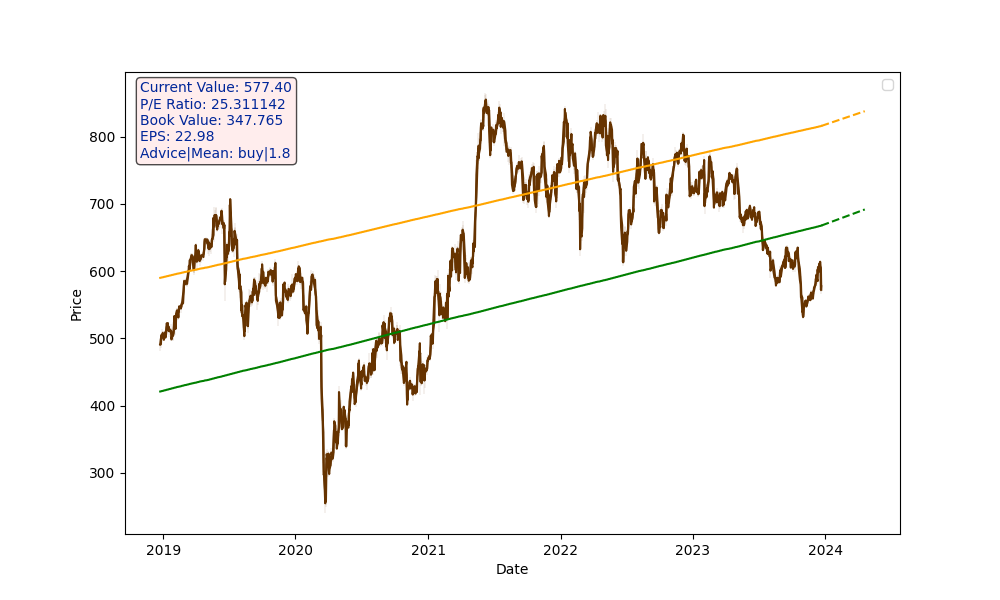 Current Value: 577.40
P/E Ratio: 25.311142
Book Value: 347.765
EPS: 22.98
Advice|Mean: buy|1.8
800
700
600
500
400
300
Price
2019 2020 2021 2022 2023 2024
Date